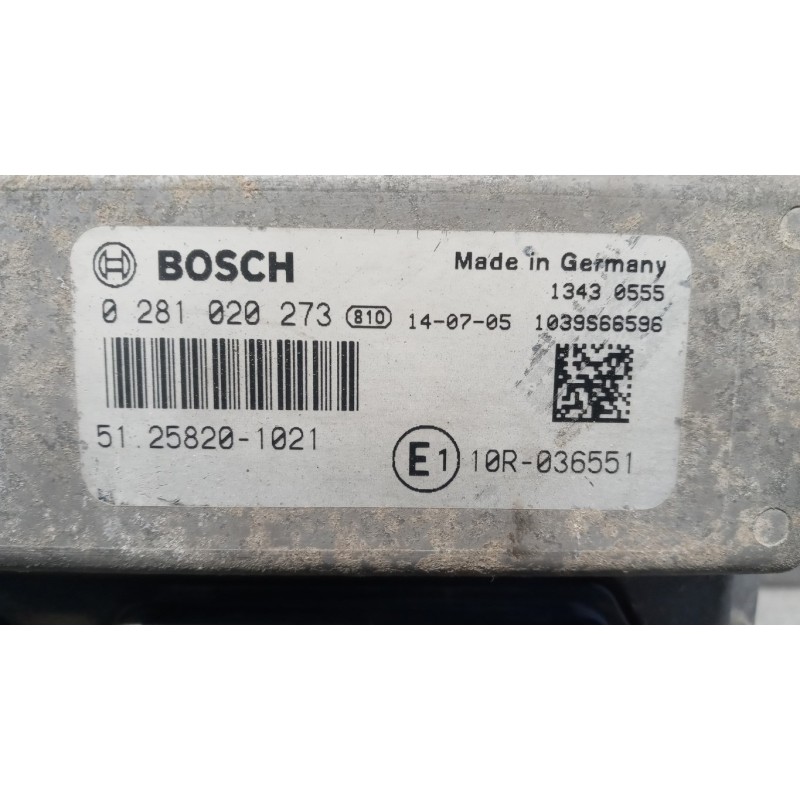 BOSCH
Made in Germany
1343 0555
0 281 020 273 810 14-07-05 1039S66596
51.25820-1021
E1 10R-036551